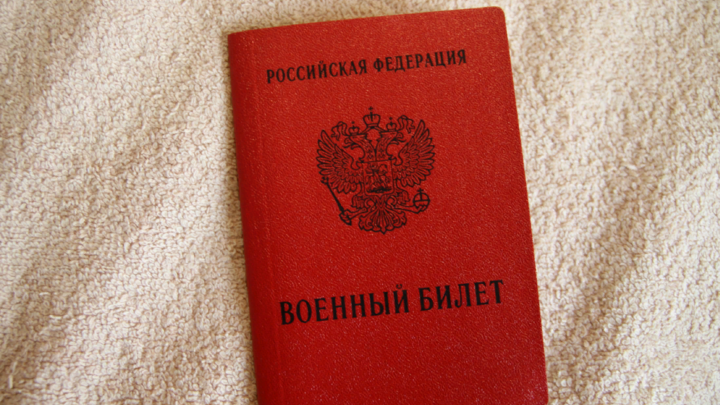 РОССИЙСКАЯ ФЕДЕРАЦИЯ
ВОЕННЫЙ БИЛЕТ